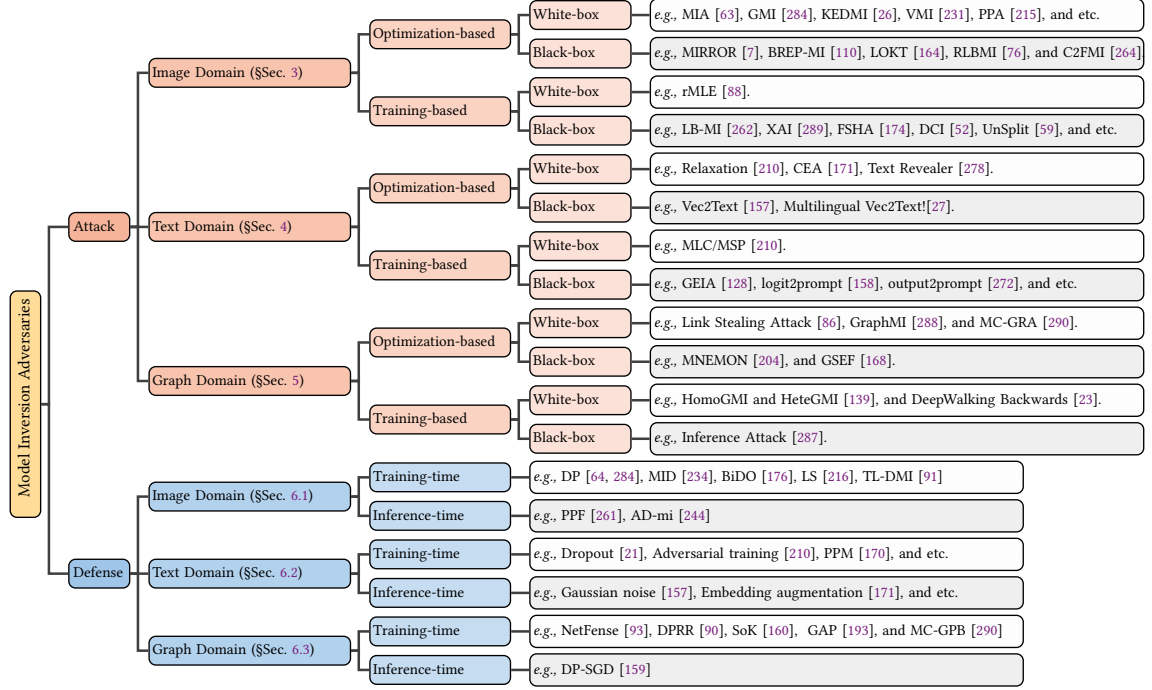 Model Inversion Adversaries
Attack
Image Domain (§Sec. 3)
Optimization-based
White-box
e.g., MIA [63], GMI [284], KEDMI [26], VMI [231], PPA [215], and etc.
Black-box
e.g., MIRROR [7], BREP-MI [110], LOKT [164], RLBMI [76], and C2FMI [264]
Training-based
White-box
e.g., rMLE [88].
Black-box
e.g., LB-MI [262], XAI [289], FSHA [174], DCI [52], UnSplit [59], and etc.
Text Domain (§Sec. 4)
Optimization-based
White-box
e.g., Relaxation [210], CEA [171], Text Revealer [278].
Black-box
e.g., Vec2Text [157], Multilingual Vec2Text![27].
Training-based
White-box
e.g., MLC/MSP [210].
Black-box
e.g., GEIA [128], logit2prompt [158], output2prompt [272], and etc.
Graph Domain (§Sec. 5)
Optimization-based
White-box
e.g., Link Stealing Attack [86], GraphMI [288], and MC-GRA [290].
Black-box
e.g., MNEMON [204], and GSEF [168].
Training-based
White-box
e.g., HomoGMI and HeteGMI [139], and DeepWalking Backwards [23].
Black-box
e.g., Inference Attack [287].
Defense
Image Domain (§Sec. 6.1)
Training-time
e.g., DP [64, 284], MID [234], BiDO [176], LS [216], TL-DMI [91]
Inference-time
e.g., PPF [261], AD-mi [244]
Text Domain (§Sec. 6.2)
Training-time
e.g., Dropout [21], Adversarial training [210], PPM [170], and etc.
Inference-time
e.g., Gaussian noise [157], Embedding augmentation [171], and etc.
Graph Domain (§Sec. 6.3)
Training-time
e.g., NetFense [93], DPRR [90], SoK [160], GAP [193], and MC-GPB [290]
Inference-time
e.g., DP-SGD [159]